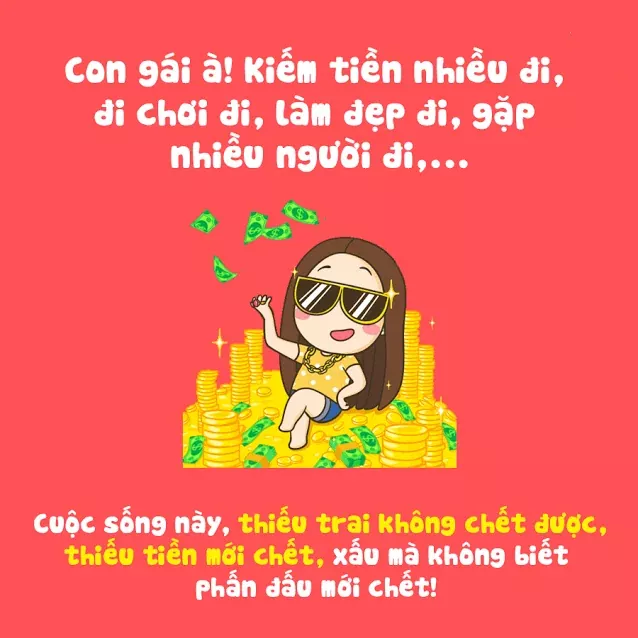 Con gái à! Kiếm tiền nhiều đi,
đi chơi đi, làm đẹp đi, gặp
nhiều người đi,...
Cuộc sống này, thiếu trai không chết được,
thiếu tiền mới chết, xấu mà không biết
phấn đấu mới chết!